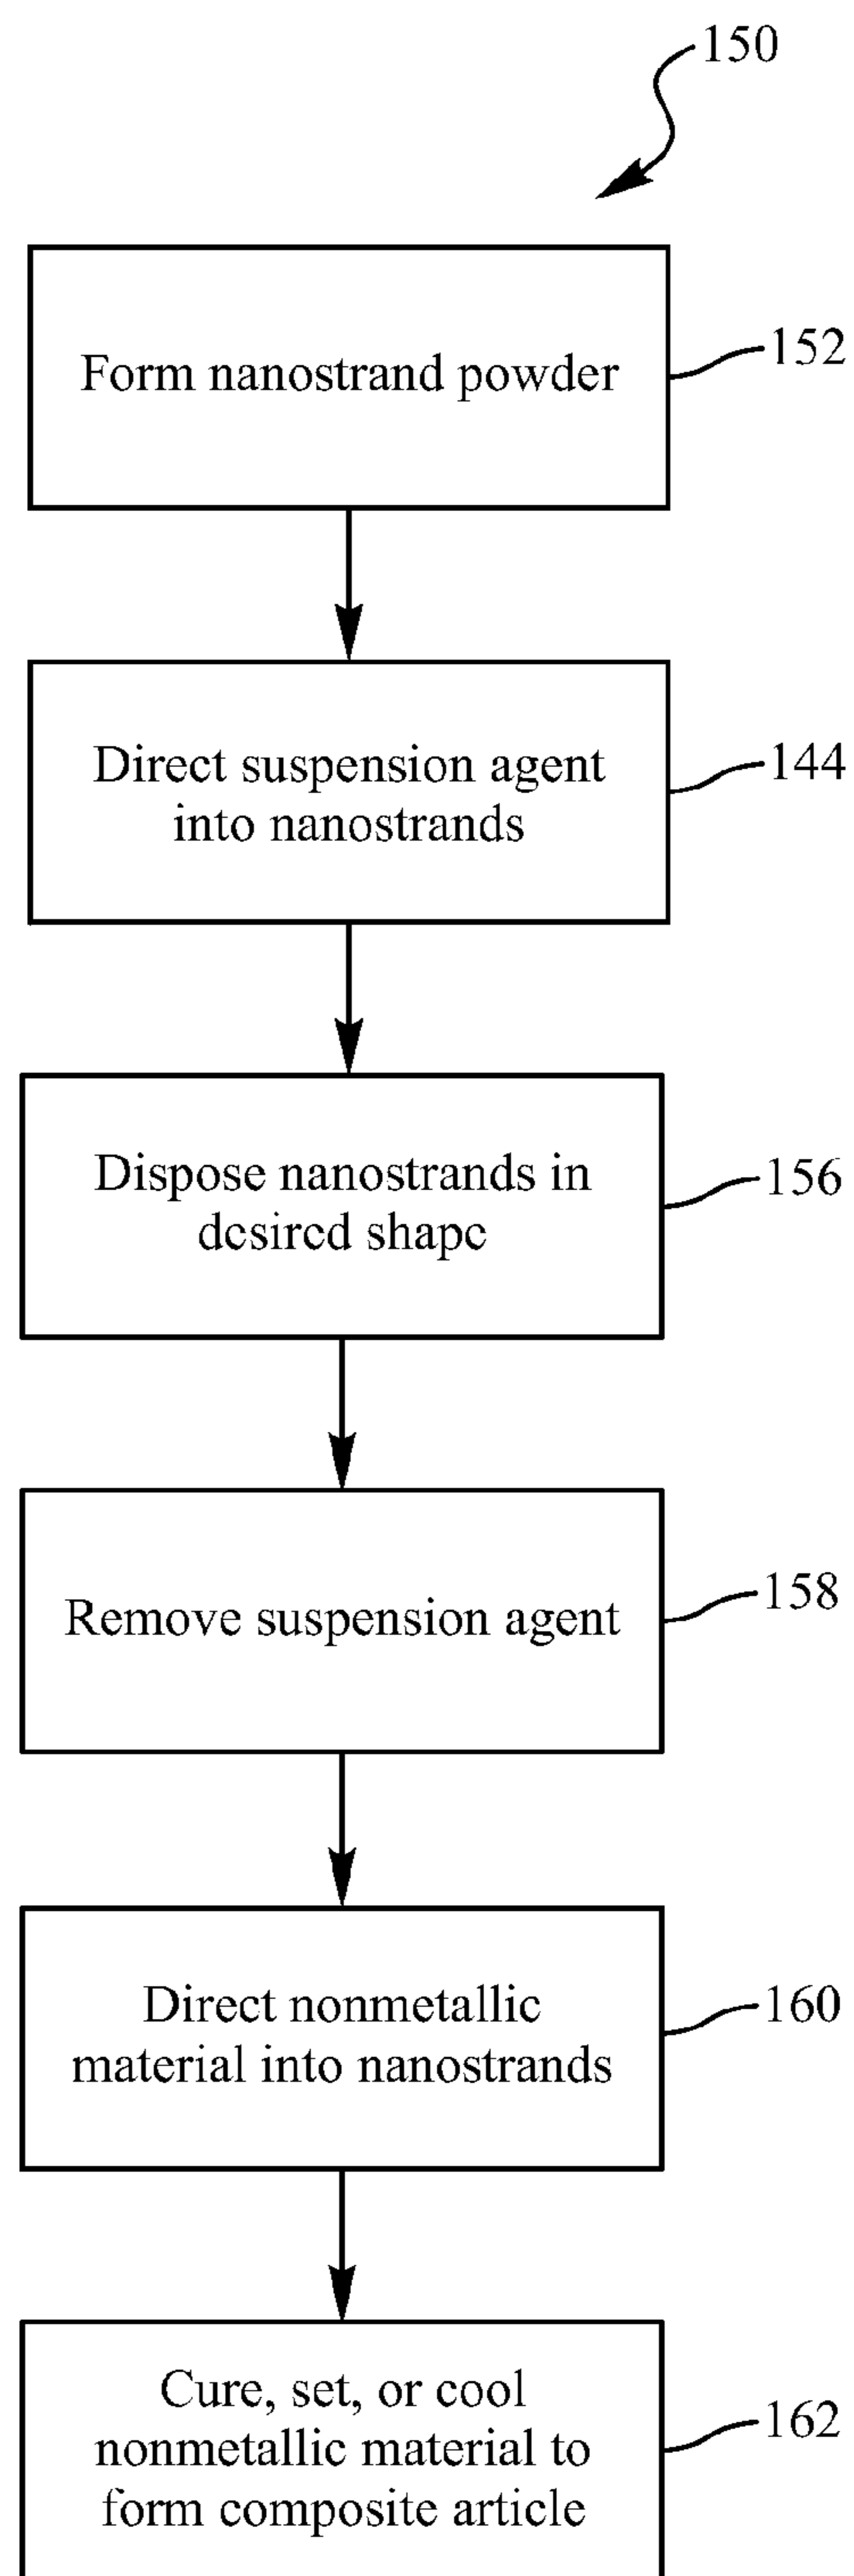 150
Form nanostrand powder
152
Direct suspension agent
into nanostrands
144
Dispose nanostrands in
desired shape
156
Remove suspension agent
158
Direct nonmetallic
material into nanostrands
160
Cure, set, or cool
nonmetallic material to
form composite article
162